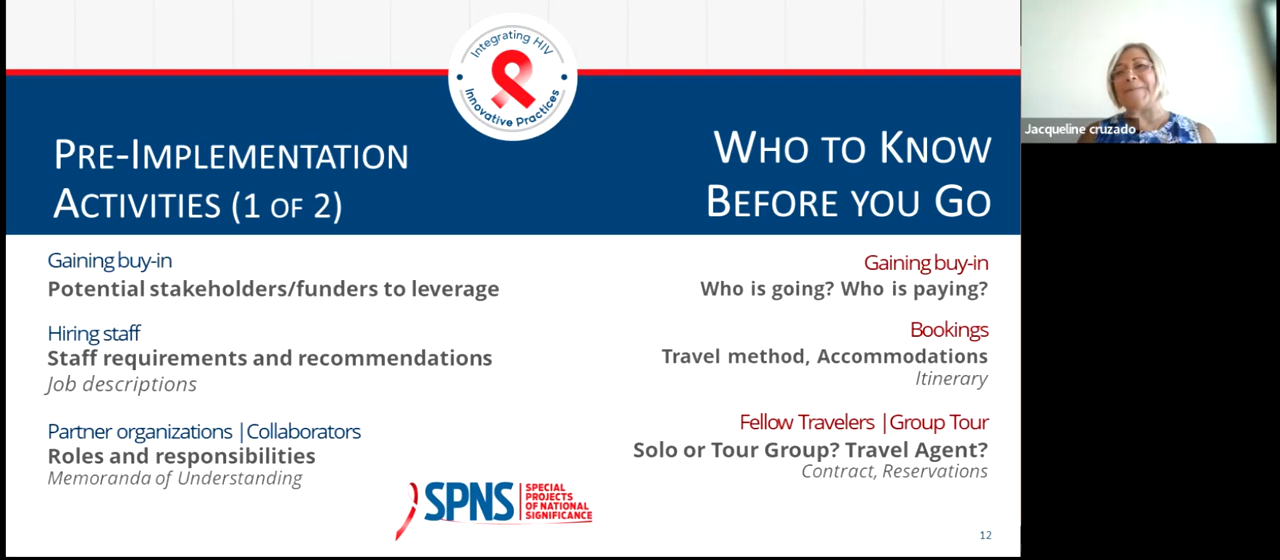 Integrating HIV
Innovative Practices
PRE-IMPLEMENTATION
ACTIVITIES (1 OF 2)
WHO TO KNOW
BEFORE YOU GO
Gaining buy-in
Potential stakeholders/funders to leverage
Hiring staff
Staff requirements and recommendations
Job descriptions
Partner organizations |Collaborators
Roles and responsibilities
Memoranda of Understanding
Gaining buy-in
Who is going? Who is paying?
Bookings
Travel method, Accommodations
Itinerary
Fellow Travelers |Group Tour
Solo or Tour Group? Travel Agent?
Contract, Reservations
SPNS
SPECIAL
PROJECTS
OF NATIONAL
SIGNIFICANCE
12
Jacqueline cruzado